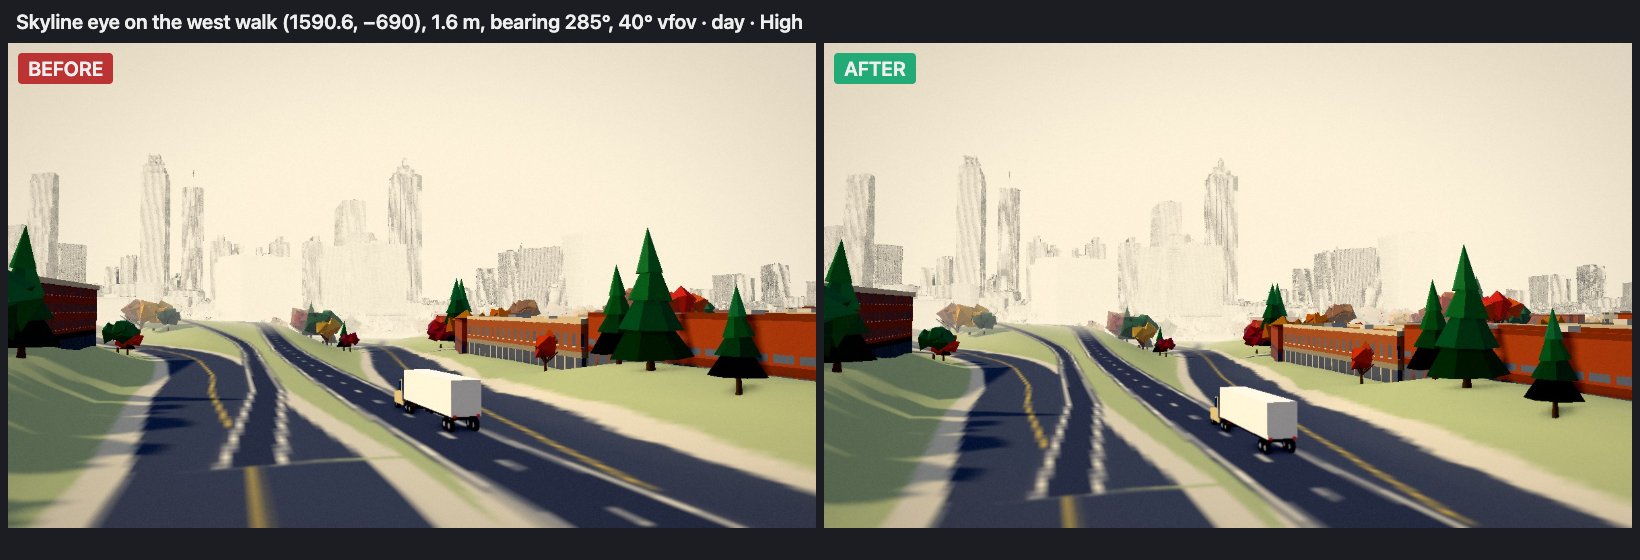 Skyline eye on the west walk (1590.6, −690), 1.6 m, bearing 285°, 40° vfov · day · High
BEFORE
AFTER